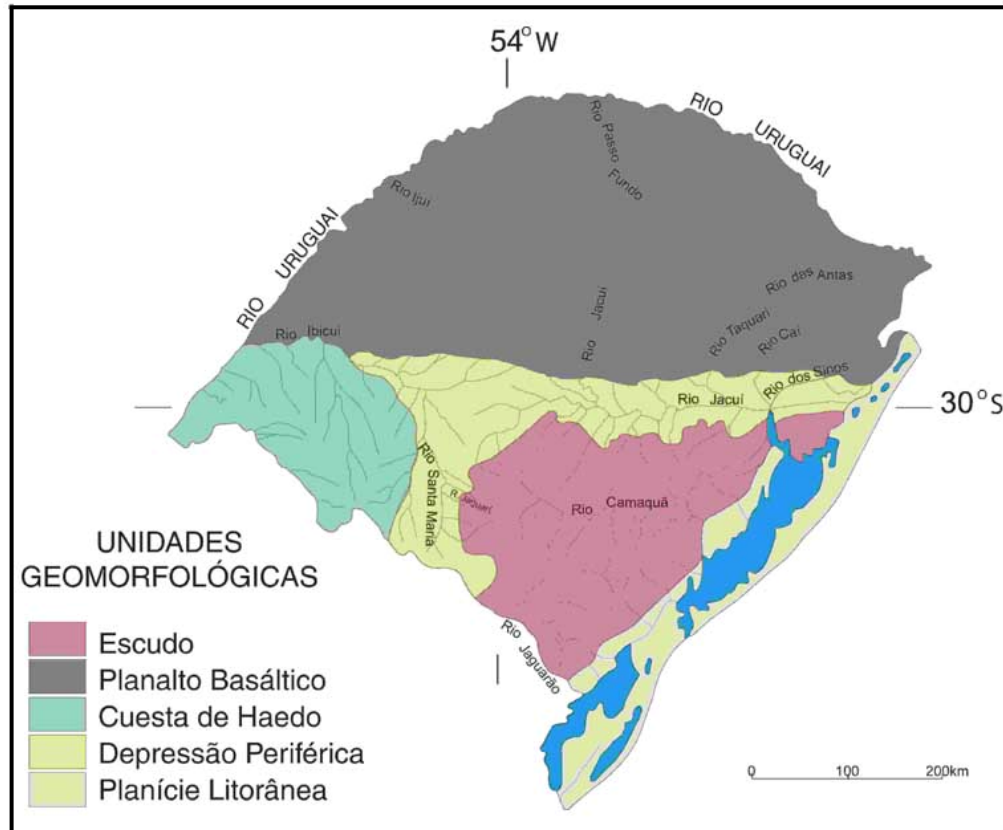 54° W
RIO URUGUAI
Rio Passo Fundo
Rio Ijuí
RIO URUGUAI
Rio das Antas
Rio Jacuí
Rio Taquari
Rio Caí
Rio Ibicuí
Rio dos Sinos
Rio Jacuí
30° S
Rio Santa Maria
Rio Camaquã
Rio Jaguarão
UNIDADES
GEOMORFOLÓGICAS
Escudo
Planalto Basáltico
Cuesta de Haedo
Depressão Periférica
Planície Litorânea
0 100 200km